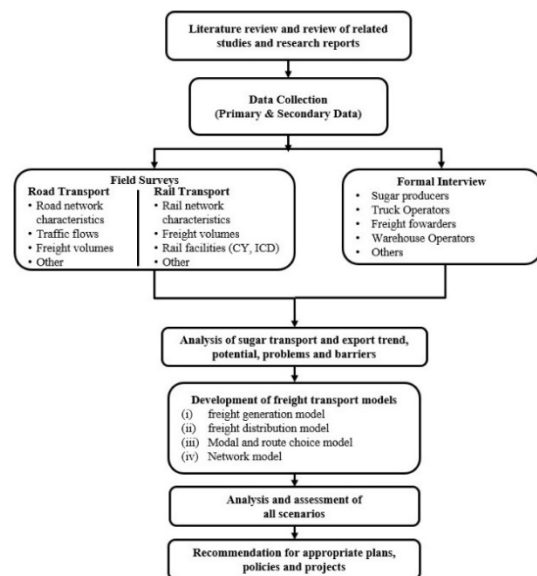 Literature review and review of related
studies and research reports
Data Collection
(Primary & Secondary Data)
Field Surveys
Road Transport
• Road network
characteristics
• Traffic flows
• Freight volumes
• Other
Rail Transport
• Rail network
characteristics
• Freight volumes
• Rail facilities (CY, ICD)
• Other
Formal Interview
• Sugar producers
• Truck Operators
• Freight fowarders
• Warehouse Operators
• Others
Analysis of sugar transport and export trend,
potential, problems and barriers
Development of freight transport models
(i) freight generation model
(ii) freight distribution model
(iii) Modal and route choice model
(iv) Network model
Analysis and assessment of
all scenarios
Recommendation for appropriate plans,
policies and projects